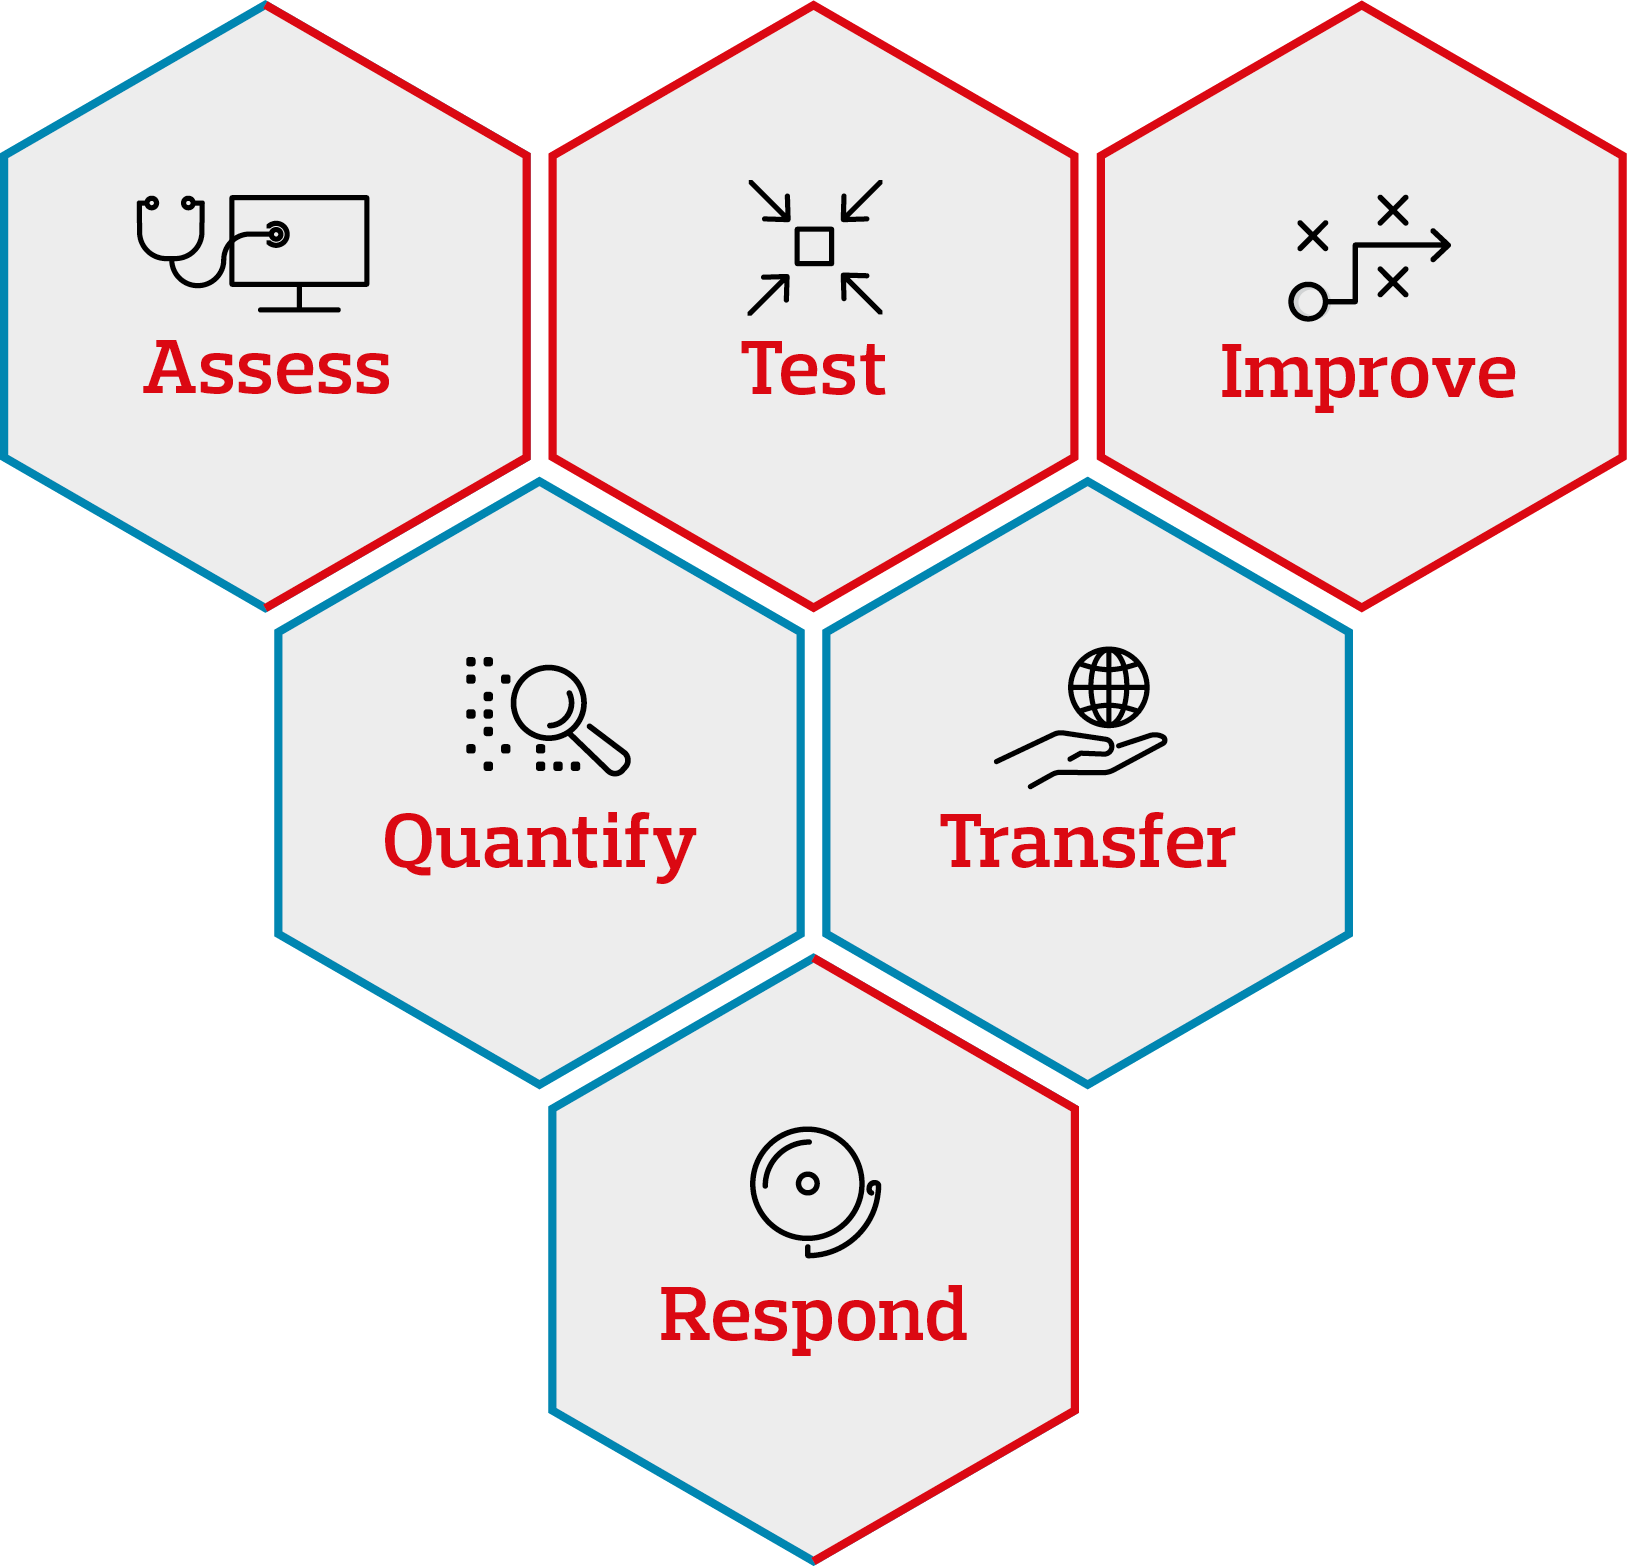 Assess
Test
Improve
Quantify
Transfer
Respond